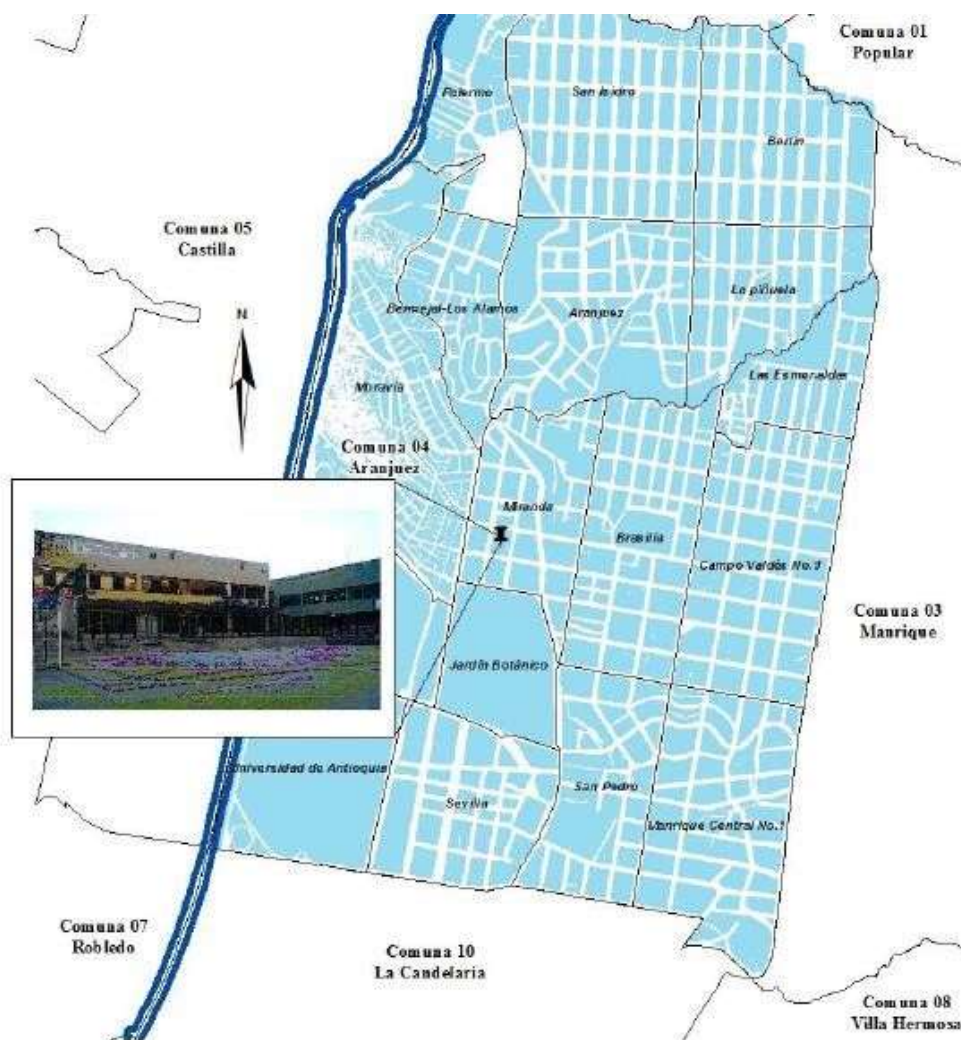 Comuna 01
Popular
Palermo
San Isidro
Berlín
Comuna 05
Castilla
N
Bermejal-Los Alamos
Aranjuez
La piñuela
Moravia
Las Esmeraldas
Comuna 04
Aranjuez
Miranda
Brasilia
Campo Valdés No.1
Comuna 03
Manrique
Jardín Botánico
Universidad de Antioquia
Sevilla
San Pedro
Manrique Central No.1
Comuna 07
Robledo
Comuna 10
La Candelaria
Comuna 08
Villa Hermosa